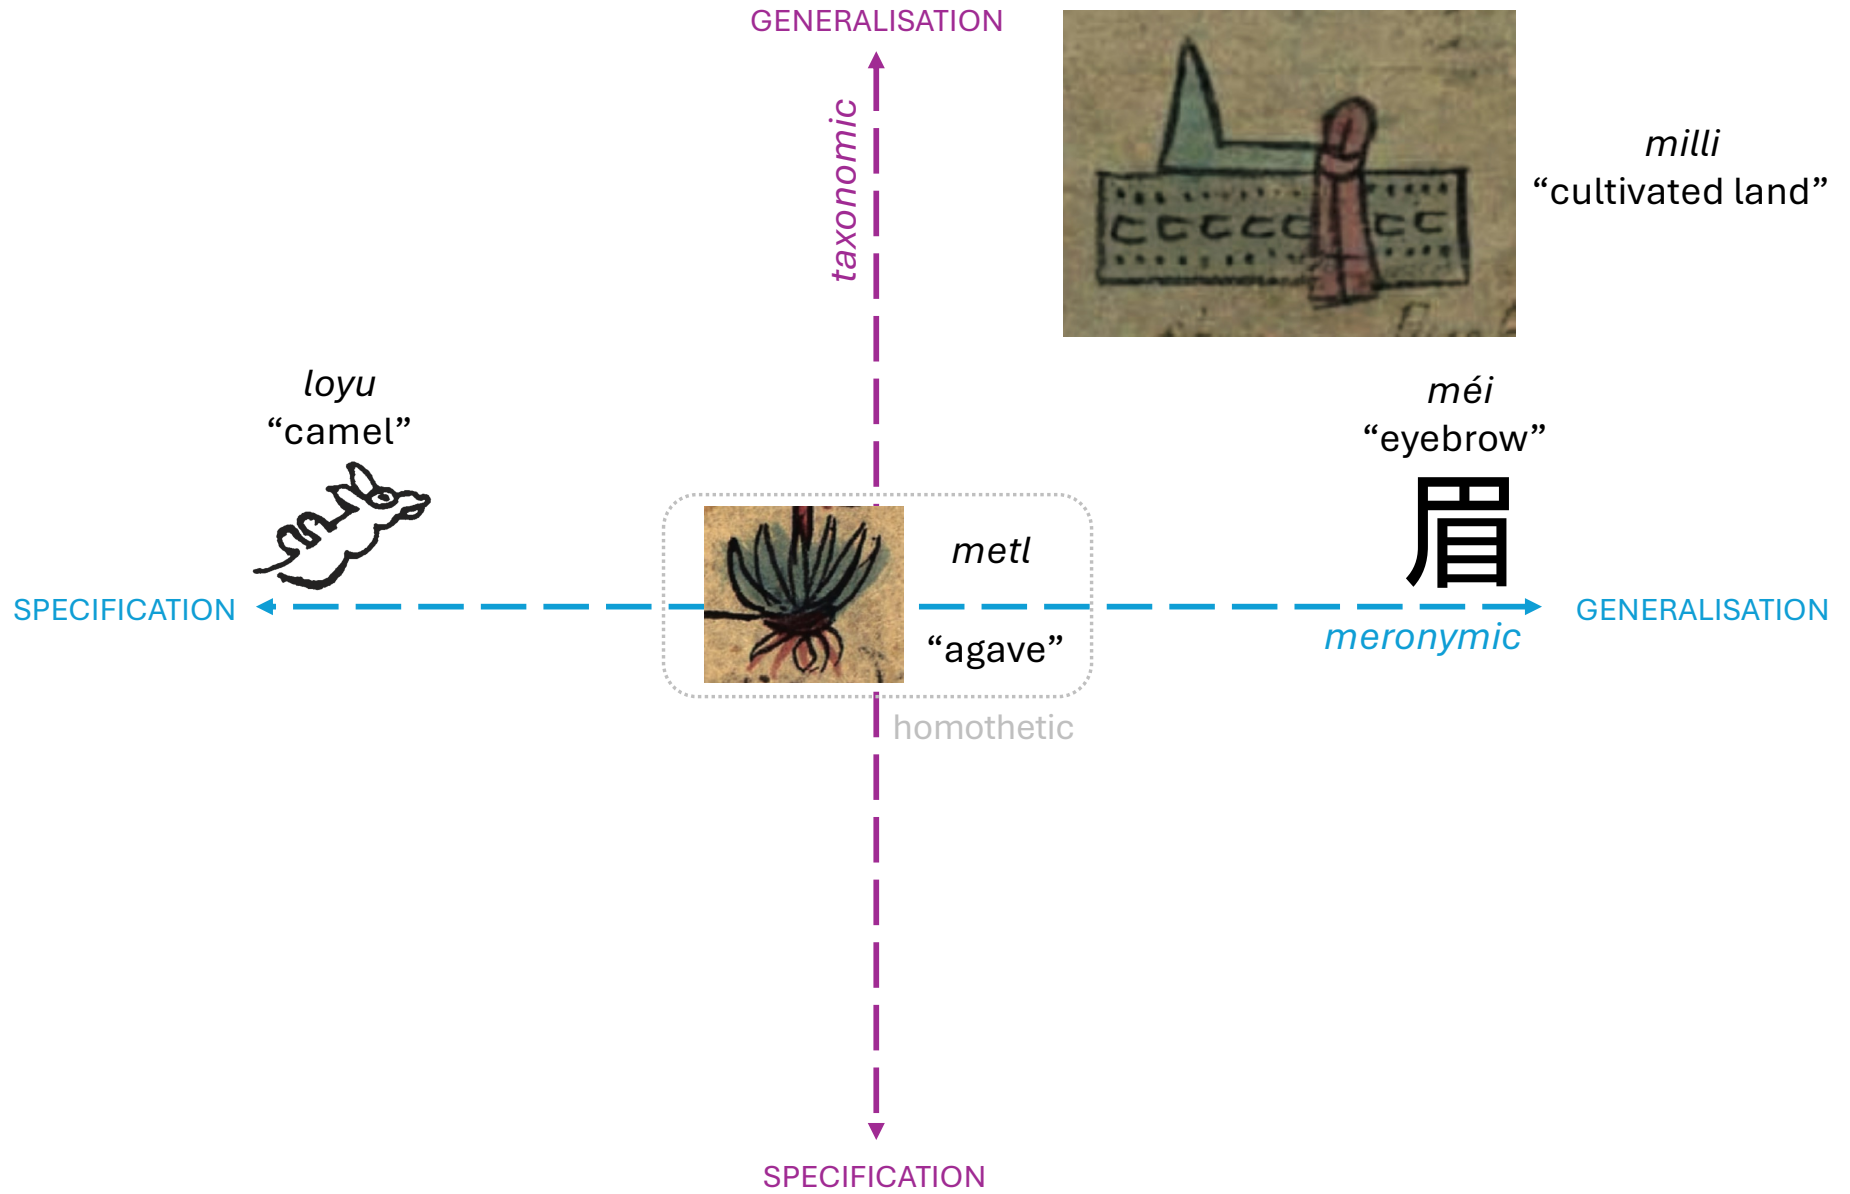 GENERALISATION
taxonomic
milli
“cultivated land”
loyu
“camel”
méi
“eyebrow”
眉
metl
“agave”
SPECIFICATION
GENERALISATION
meronymic
homothetic
SPECIFICATION